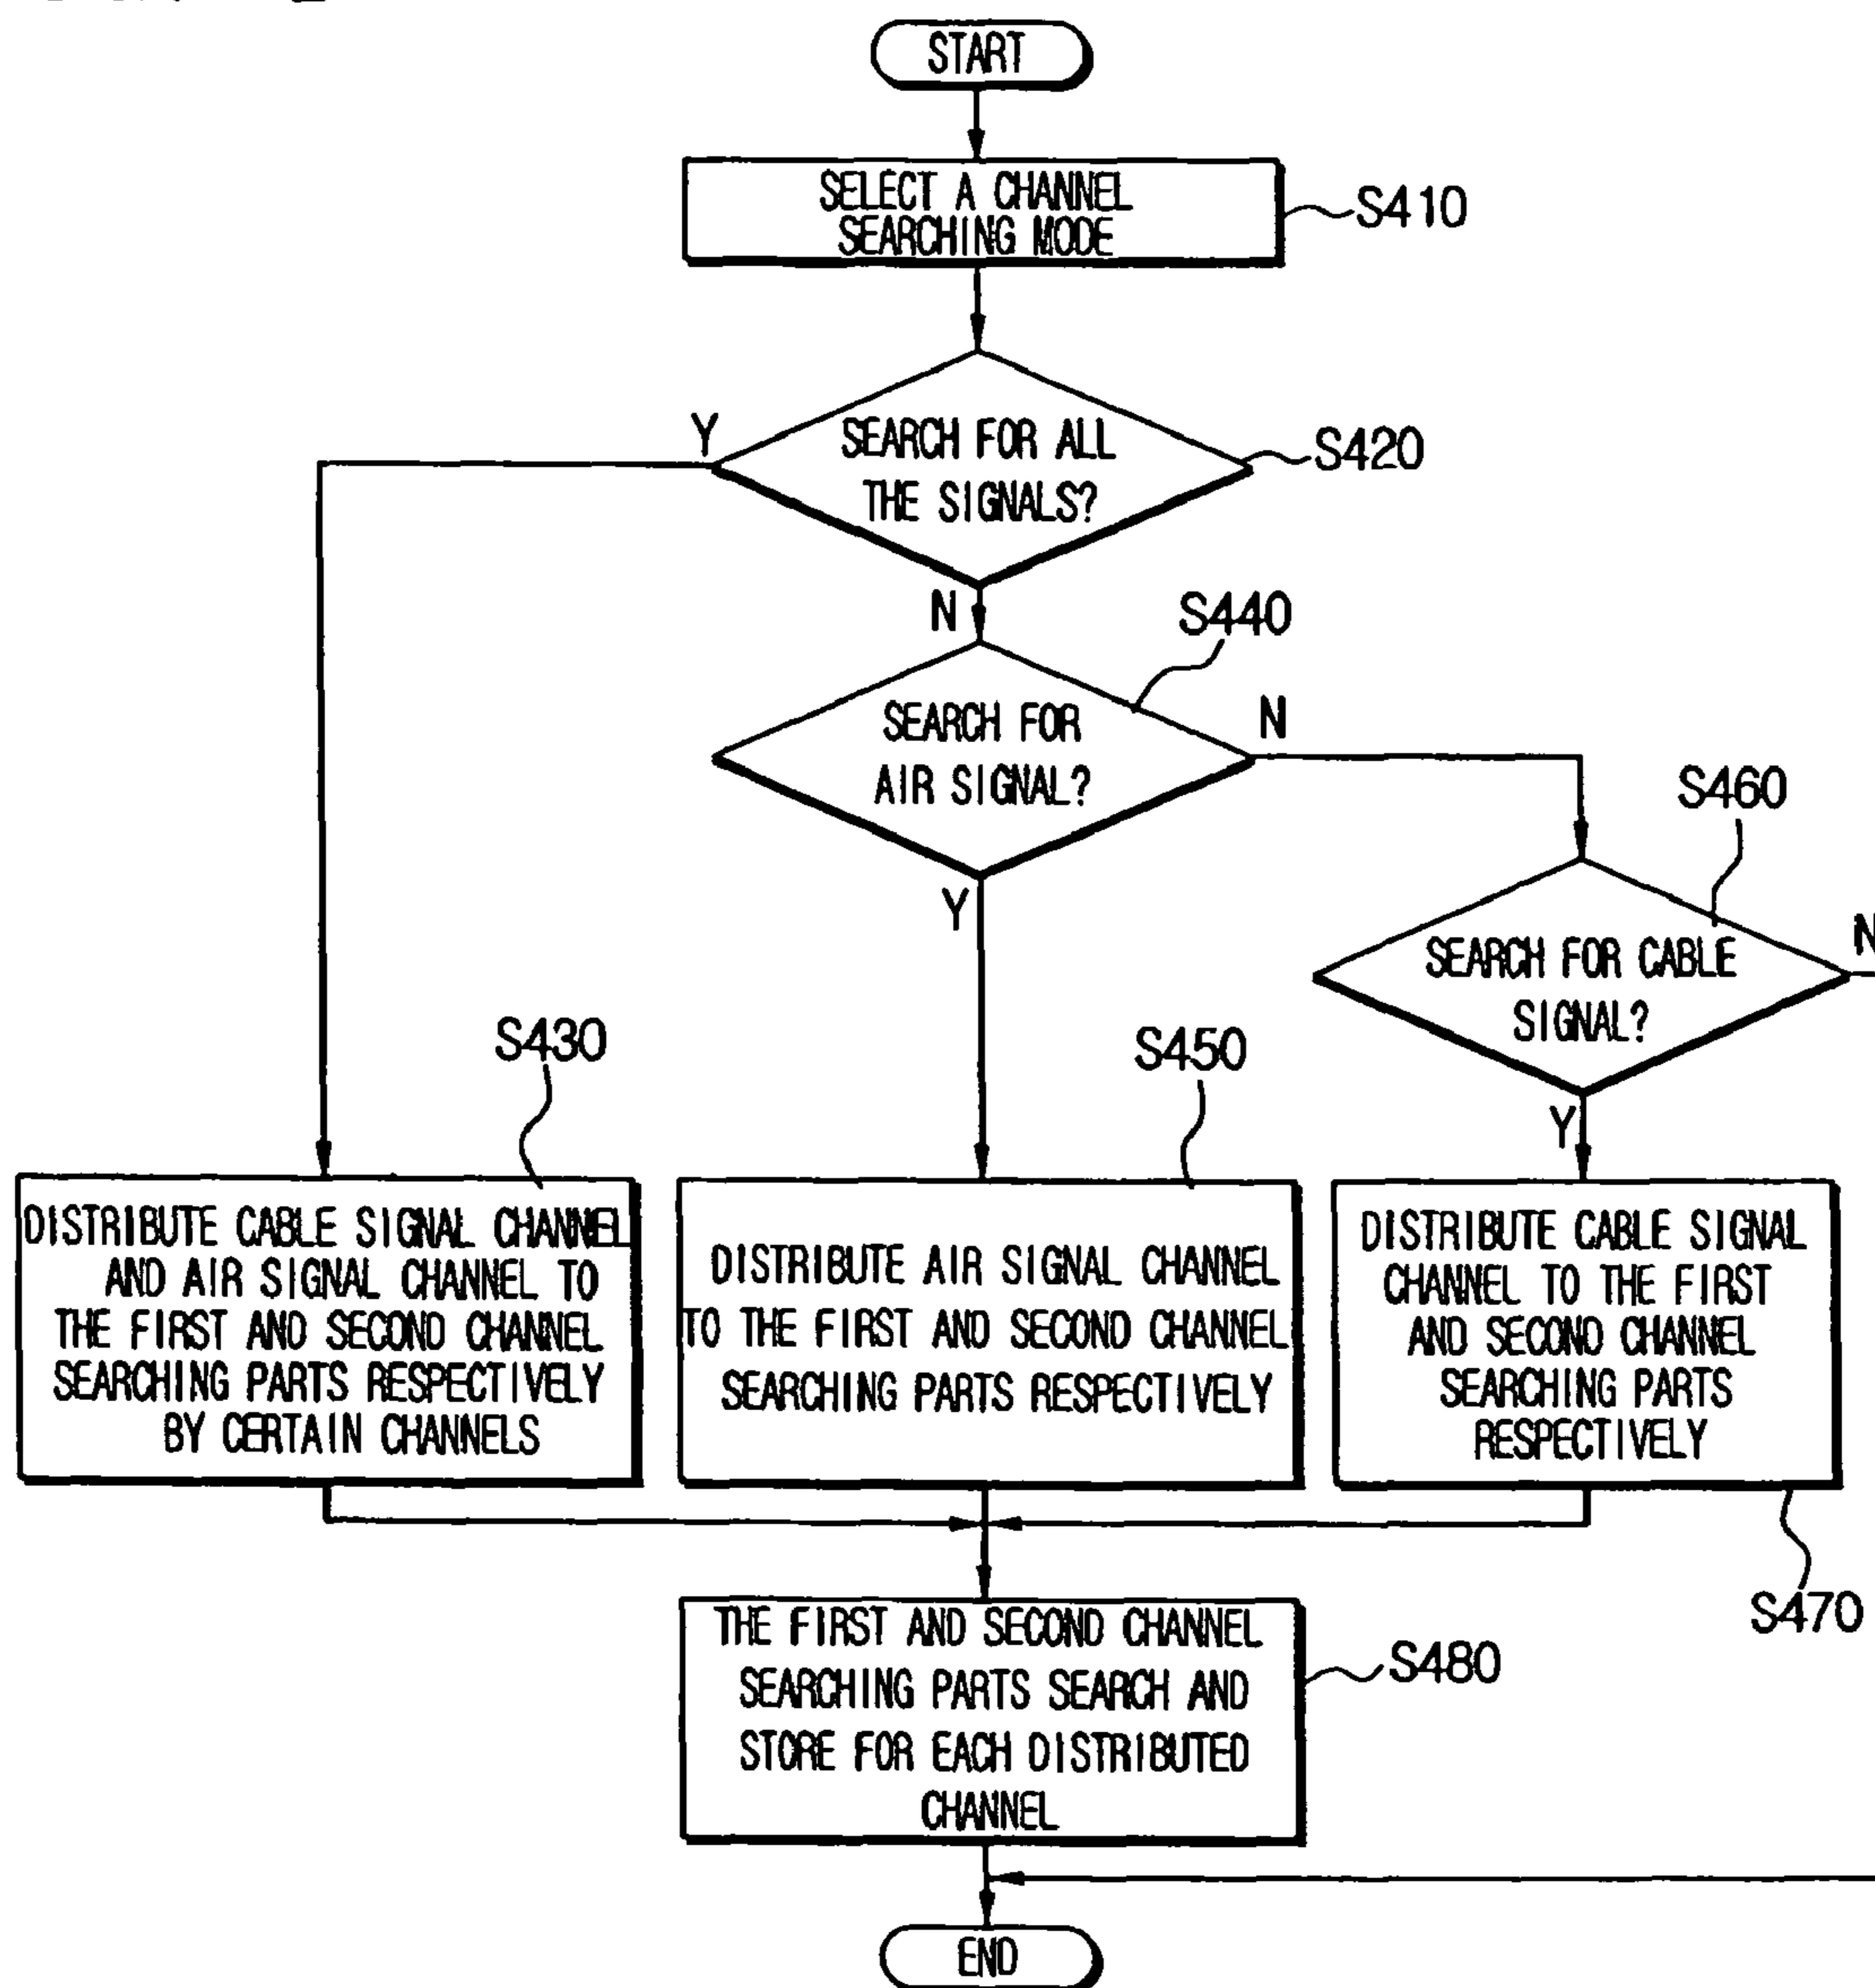 START
SELECT A CHANNEL
SEARCHING MODE
S410
Y
SEARCH FOR ALL
THE SIGNALS?
S420
N
S440
SEARCH FOR
AIR SIGNAL?
N
S460
Y
SEARCH FOR CABLE
SIGNAL?
N
S430
S450
Y
DISTRIBUTE CABLE SIGNAL CHANNEL
AND AIR SIGNAL CHANNEL TO
THE FIRST AND SECOND CHANNEL
SEARCHING PARTS RESPECTIVELY
BY CERTAIN CHANNELS
DISTRIBUTE AIR SIGNAL CHANNEL
TO THE FIRST AND SECOND CHANNEL
SEARCHING PARTS RESPECTIVELY
DISTRIBUTE CABLE SIGNAL
CHANNEL TO THE FIRST
AND SECOND CHANNEL
SEARCHING PARTS
RESPECTIVELY
S470
THE FIRST AND SECOND CHANNEL
SEARCHING PARTS SEARCH AND
STORE FOR EACH DISTRIBUTED
CHANNEL
S480
END